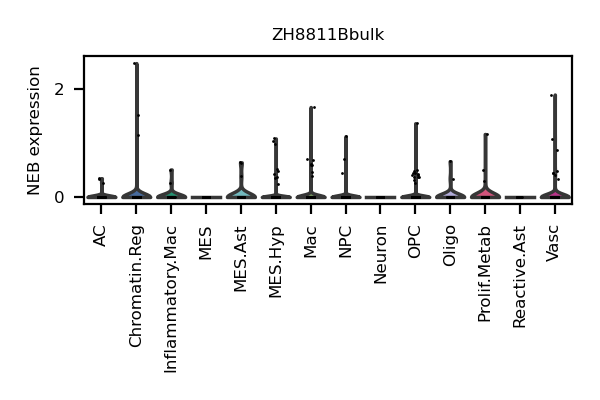 ZH8811Bbulk
NEB expression
2
0
AC
Chromatin.Reg
Inflammatory.Mac
MES
MES.Ast
MES.Hyp
Mac
NPC
Neuron
OPC
Oligo
Prolif.Metab
Reactive.Ast
Vasc